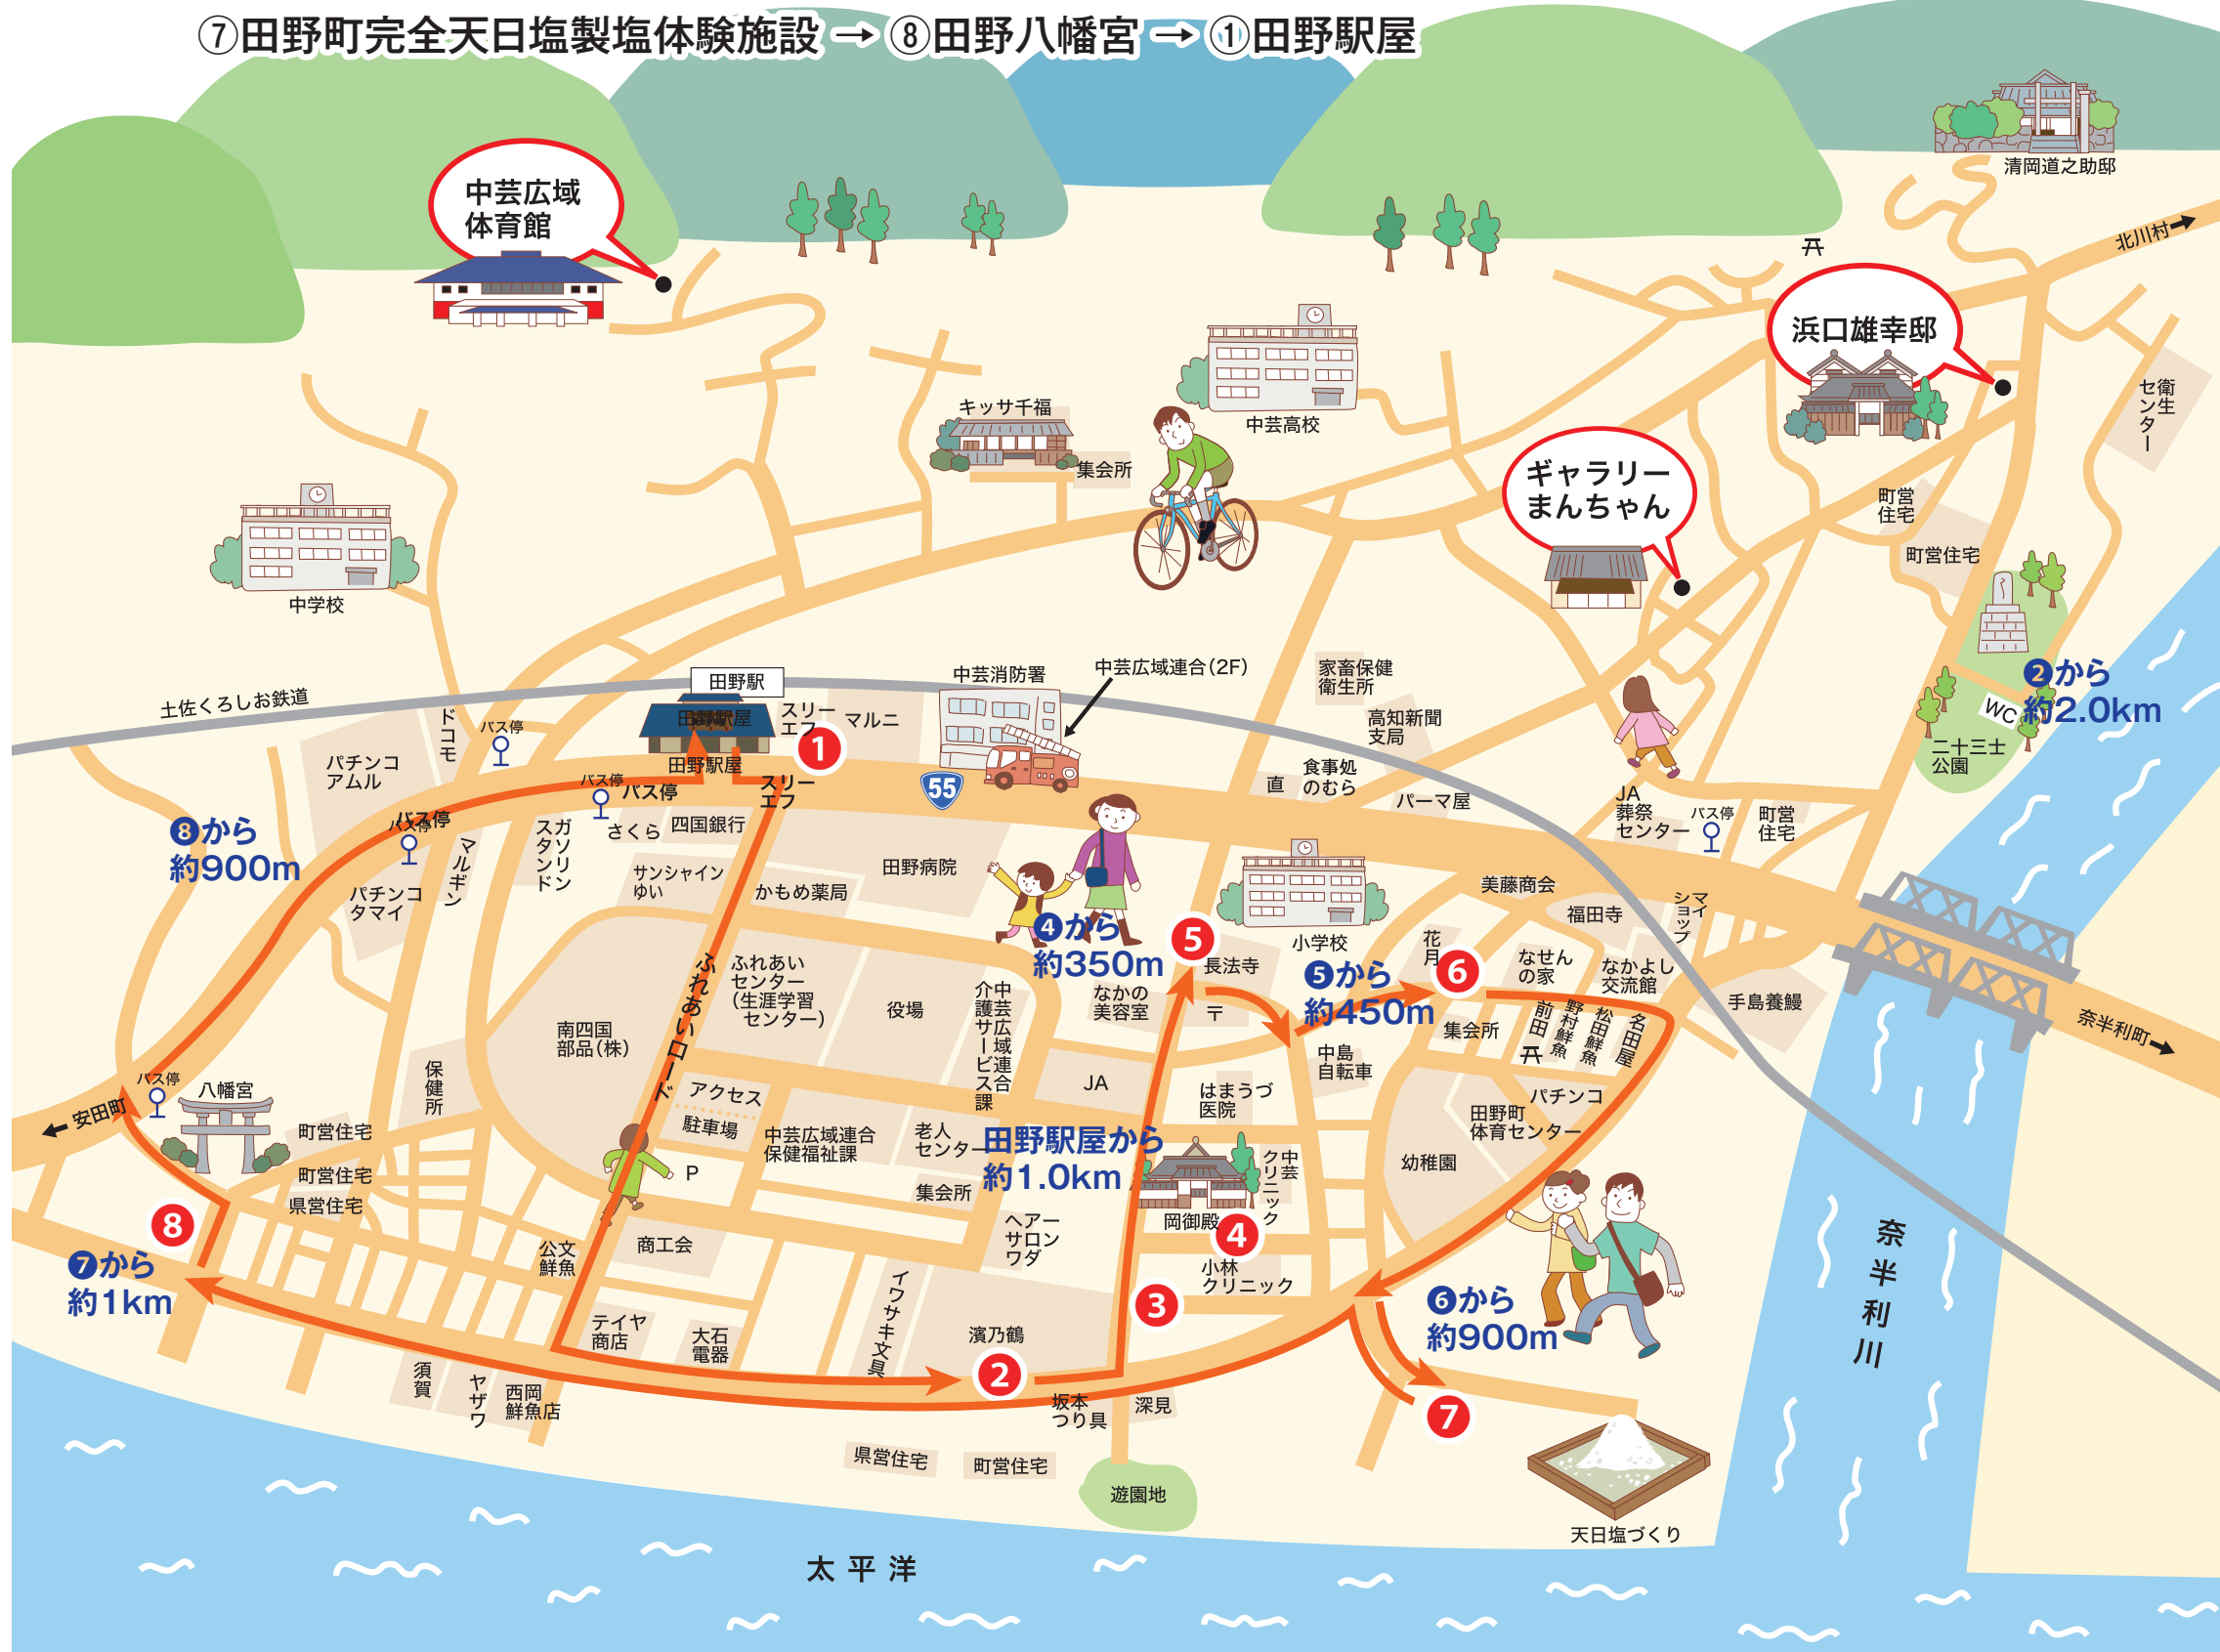 ⑦田野町完全天日塩製塩体験施設→⑧田野八幡宮→①田野駅屋
中芸広域
体育館
清岡道之助邸
北川村
浜口雄幸邸
衛生
センター
キッサ千福
集会所
中芸高校
ギャラリー
まんちゃん
町営
住宅
町営住宅
中学校
土佐くろしお鉄道
田野駅
中芸消防署
中芸広域連合(2F)
家畜保健
衛生所
高知新聞
支局
❷から
約2.0km
WC
二十三士
公園
ドコモ
バス停
田野駅屋
スリー
エフ
マルニ
1
田野駅屋
パチンコ
アムル
バス停
バス停
スリー
エフ
55
直
食事処
のむら
パーマ屋
JA
葬祭
センター
バス停
町営
住宅
❽から
約900m
バス停
バス停
マルギン
ガソリン
スタンド
さくら
四国銀行
サンシャイン
ゆい
かもめ薬局
田野病院
パチンコ
タマイ
美藤商会
福田寺
マイ
ショップ
❹から
約350m
5
小学校
長法寺
花月
6
なせん
の家
なかよし
交流館
手島養鰻
奈半利町
ふれあいロード
ふれあい
センター
(生涯学習
センター)
役場
中芸広域連合
介護サービス課
なかの
美容室
〒
❺から
約450m
集会所
前田
野村鮮魚
松田鮮魚
名田屋
南四国
部品(株)
保健所
JA
中島
自転車
はまうづ
医院
パチンコ
田野町
体育センター
バス停
八幡宮
安田町
町営住宅
町営住宅
県営住宅
アクセス
駐車場
P
中芸広域連合
保健福祉課
老人
センター
集会所
田野駅屋から
約1.0km
中芸
クリニック
岡御殿
4
幼稚園
8
❼から
約1km
公文
鮮魚
商工会
ヘアー
サロン
ワダ
小林
クリニック
3
奈半利川
❻から
約900m
テイヤ
商店
大石
電器
イワサキ文具
濱乃鶴
2
須賀
ヤザワ
西岡
鮮魚店
坂本
つり具
深見
7
県営住宅
町営住宅
遊園地
天日塩づくり
太平洋